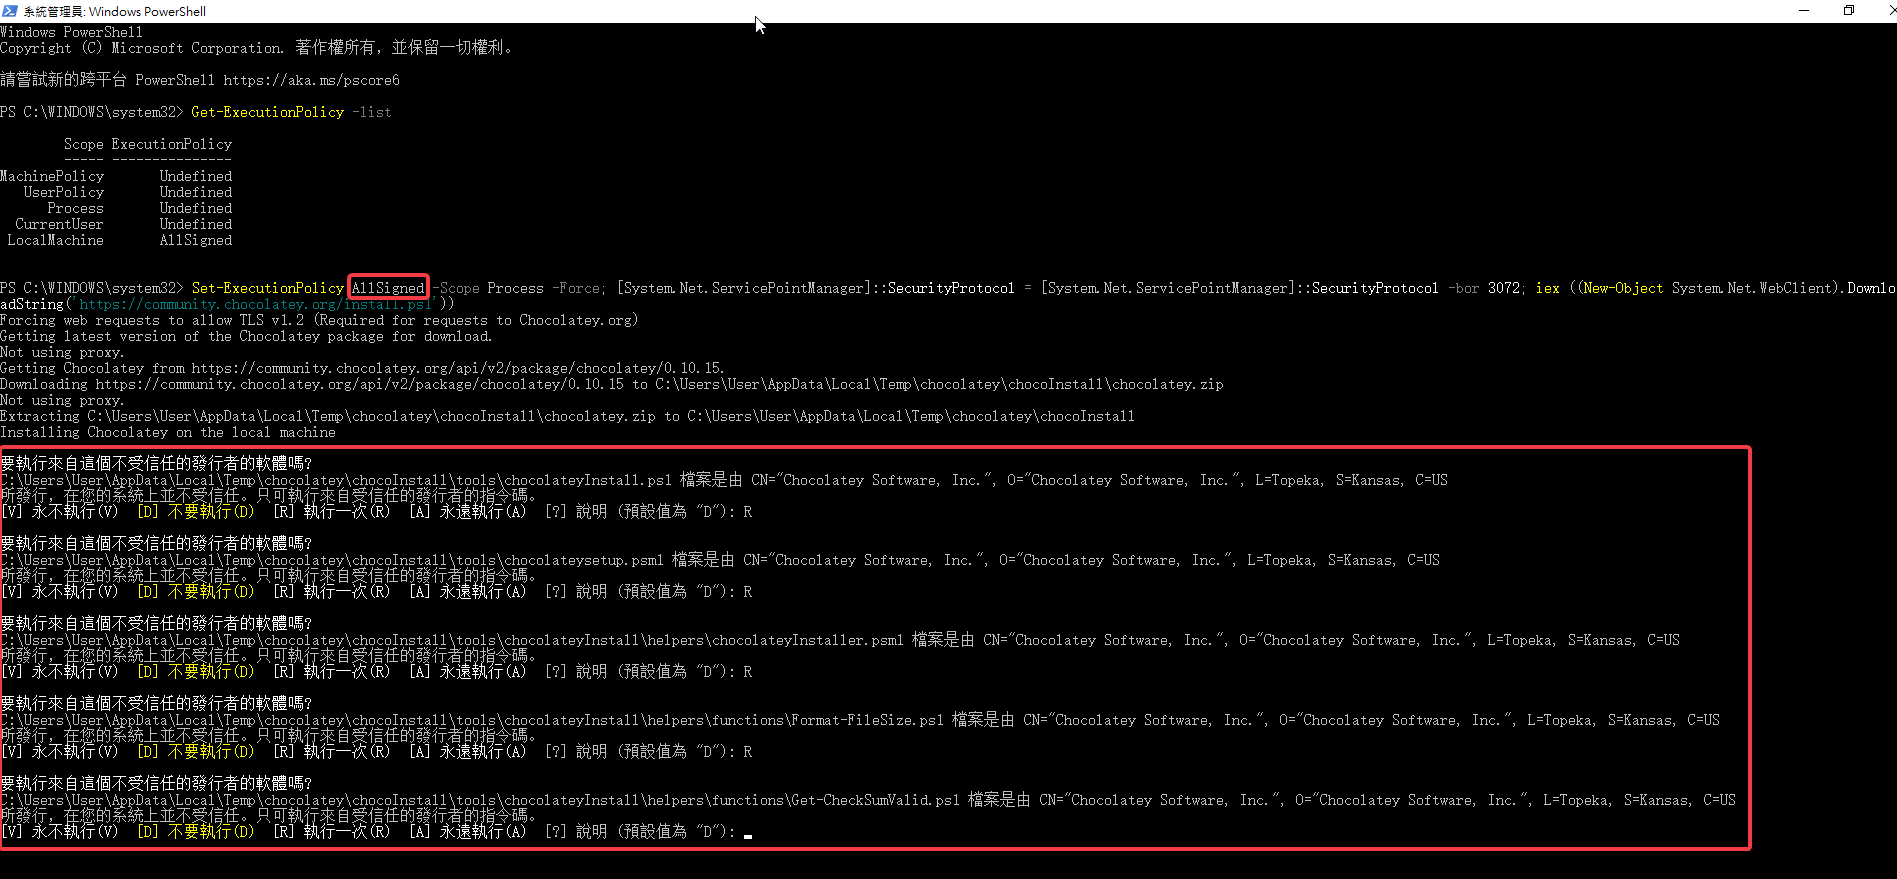 系統管理員: Windows PowerShell
Windows PowerShell
Copyright (C) Microsoft Corporation. 著作權所有，並保留一切權利。
請嘗試新的跨平台 PowerShell https://aka.ms/pscore6
PS C:\WINDOWS\system32> Get-ExecutionPolicy -list
Scope ExecutionPolicy
----- ---------------
MachinePolicy Undefined
UserPolicy Undefined
Process Undefined
CurrentUser Undefined
LocalMachine AllSigned
PS C:\WINDOWS\system32> Set-ExecutionPolicy AllSigned -Scope Process -Force; [System.Net.ServicePointManager]::SecurityProtocol = [System.Net.ServicePointManager]::SecurityProtocol -bor 3072; iex ((New-Object System.Net.WebClient).Downlo
adString('https://community.chocolatey.org/install.ps1'))
Forcing web requests to allow TLS v1.2 (Required for requests to Chocolatey.org)
Getting latest version of the Chocolatey package for download.
Not using proxy.
Getting Chocolatey from https://community.chocolatey.org/api/v2/package/chocolatey/0.10.15.
Downloading https://community.chocolatey.org/api/v2/package/chocolatey/0.10.15 to C:\Users\User\AppData\Local\Temp\chocolatey\chocoInstall\chocolatey.zip
Not using proxy.
Extracting C:\Users\User\AppData\Local\Temp\chocolatey\chocoInstall\chocolatey.zip to C:\Users\User\AppData\Local\Temp\chocolatey\chocoInstall
Installing Chocolatey on the local machine
要執行來自這個不受信任的發行者的軟體嗎?
C:\Users\User\AppData\Local\Temp\chocolatey\chocoInstall\tools\chocolateyInstall.ps1 檔案是由 CN="Chocolatey Software, Inc.", O="Chocolatey Software, Inc.", L=Topeka, S=Kansas, C=US
所發行，在您的系統上並不受信任。只可執行來自受信任的發行者的指令碼。
[V] 永不執行(V) [D] 不要執行(D) [R] 執行一次(R) [A] 永遠執行(A) [?] 說明 (預設值為 "D"): R
要執行來自這個不受信任的發行者的軟體嗎?
C:\Users\User\AppData\Local\Temp\chocolatey\chocoInstall\tools\chocolateysetup.psm1 檔案是由 CN="Chocolatey Software, Inc.", O="Chocolatey Software, Inc.", L=Topeka, S=Kansas, C=US
所發行，在您的系統上並不受信任。只可執行來自受信任的發行者的指令碼。
[V] 永不執行(V) [D] 不要執行(D) [R] 執行一次(R) [A] 永遠執行(A) [?] 說明 (預設值為 "D"): R
要執行來自這個不受信任的發行者的軟體嗎?
C:\Users\User\AppData\Local\Temp\chocolatey\chocoInstall\tools\chocolateyInstall\helpers\chocolateyInstaller.psm1 檔案是由 CN="Chocolatey Software, Inc.", O="Chocolatey Software, Inc.", L=Topeka, S=Kansas, C=US
所發行，在您的系統上並不受信任。只可執行來自受信任的發行者的指令碼。
[V] 永不執行(V) [D] 不要執行(D) [R] 執行一次(R) [A] 永遠執行(A) [?] 說明 (預設值為 "D"): R
要執行來自這個不受信任的發行者的軟體嗎?
C:\Users\User\AppData\Local\Temp\chocolatey\chocoInstall\tools\chocolateyInstall\helpers\functions\Format-FileSize.ps1 檔案是由 CN="Chocolatey Software, Inc.", O="Chocolatey Software, Inc.", L=Topeka, S=Kansas, C=US
所發行，在您的系統上並不受信任。只可執行來自受信任的發行者的指令碼。
[V] 永不執行(V) [D] 不要執行(D) [R] 執行一次(R) [A] 永遠執行(A) [?] 說明 (預設值為 "D"): R
要執行來自這個不受信任的發行者的軟體嗎?
C:\Users\User\AppData\Local\Temp\chocolatey\chocoInstall\tools\chocolateyInstall\helpers\functions\Get-CheckSumValid.ps1 檔案是由 CN="Chocolatey Software, Inc.", O="Chocolatey Software, Inc.", L=Topeka, S=Kansas, C=US
所發行，在您的系統上並不受信任。只可執行來自受信任的發行者的指令碼。
[V] 永不執行(V) [D] 不要執行(D) [R] 執行一次(R) [A] 永遠執行(A) [?] 說明 (預設值為 "D"):